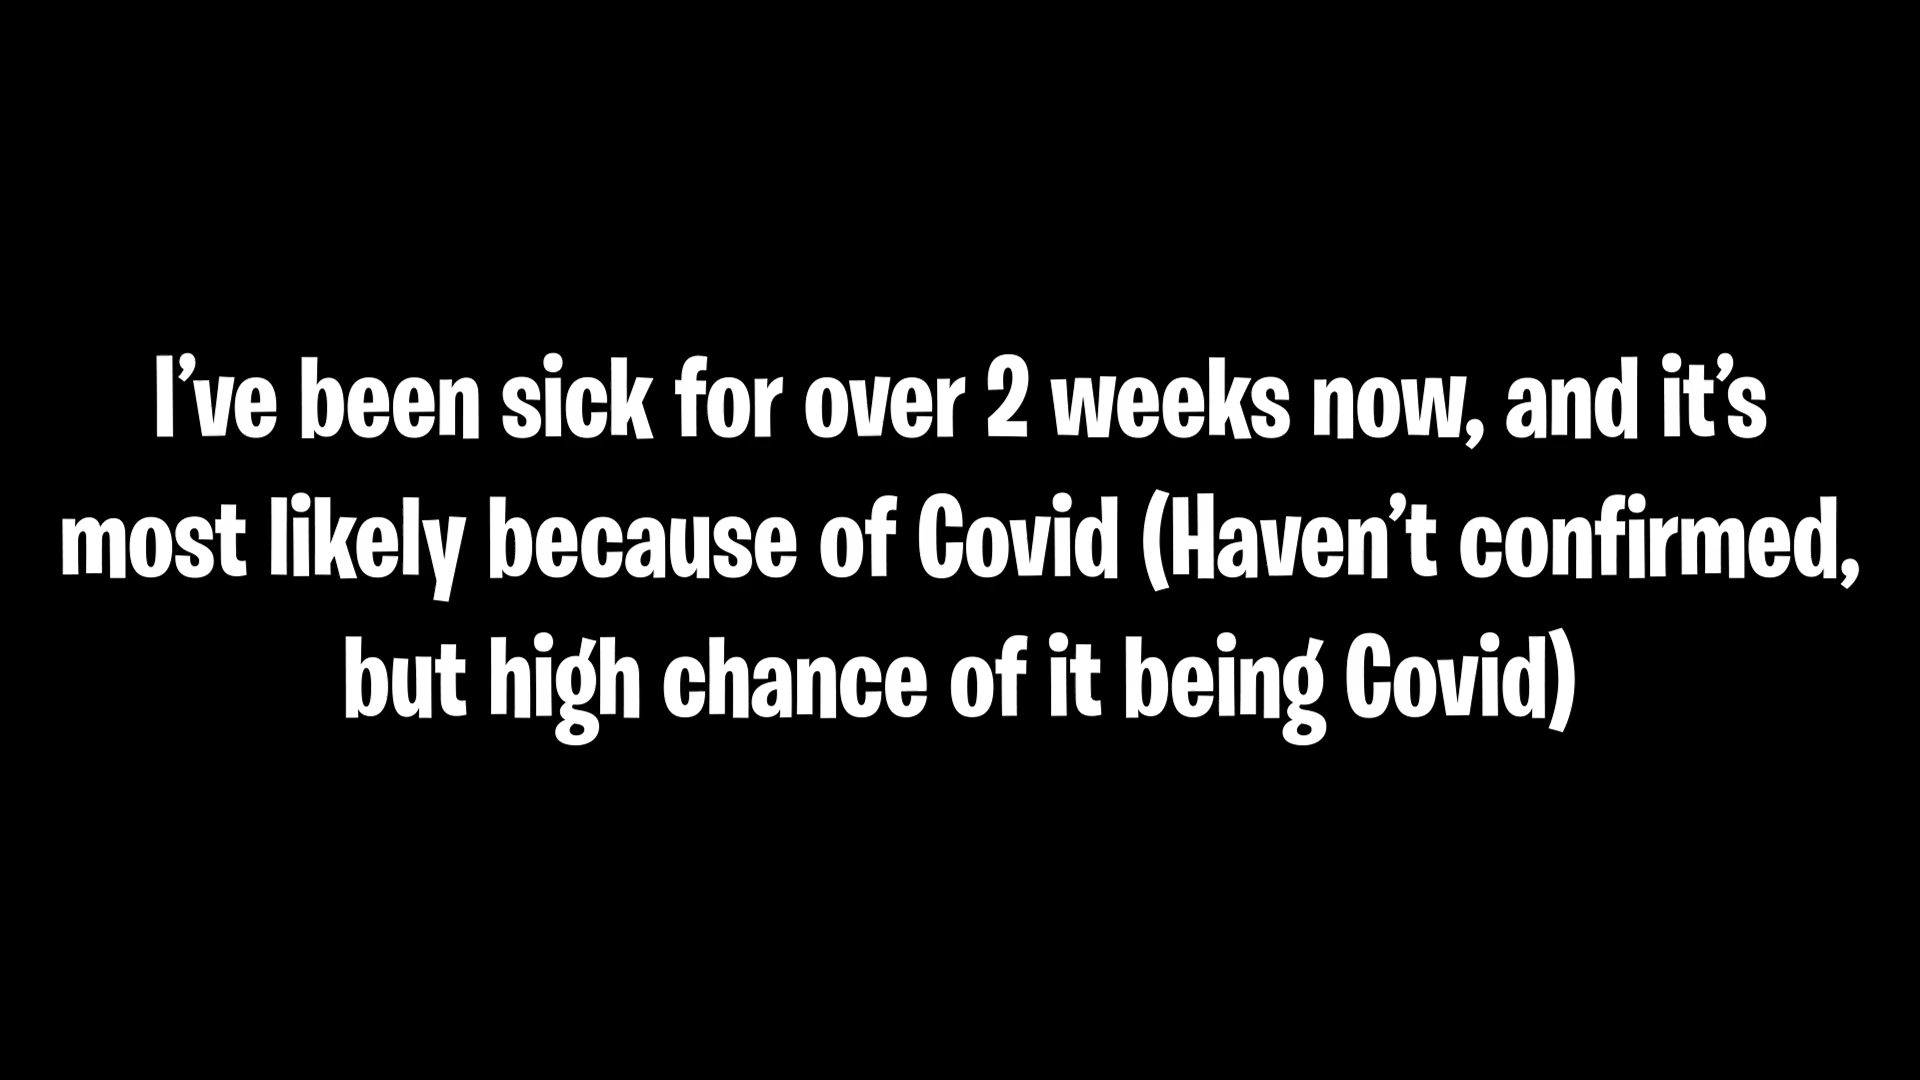 I’ve been sick for over 2 weeks now, and it’s
most likely because of Covid (Haven’t confirmed,
but high chance of it being Covid)